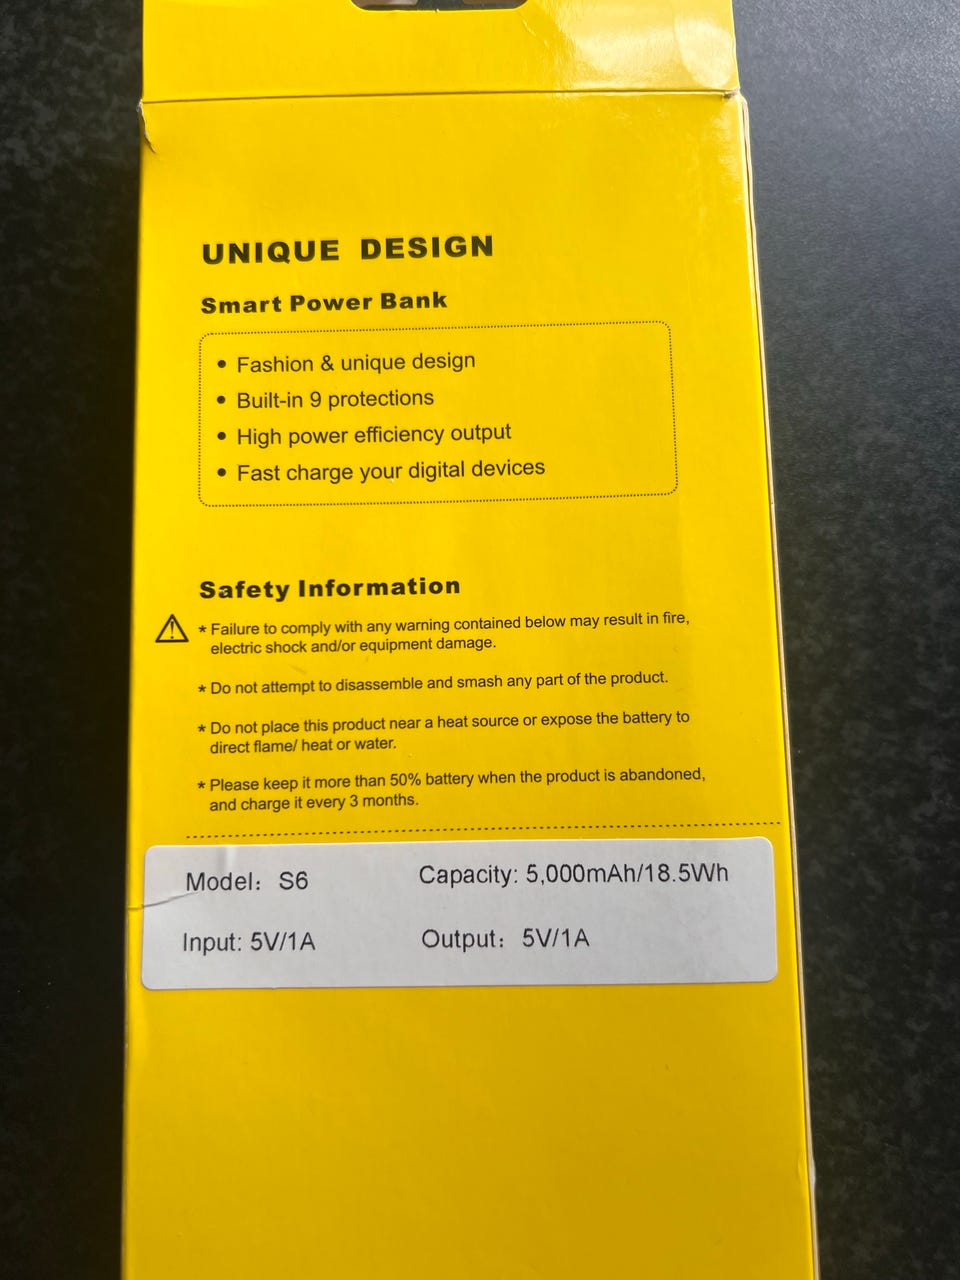 UNIQUE DESIGN
Smart Power Bank
• Fashion & unique design
• Built-in 9 protections
• High power efficiency output
• Fast charge your digital devices
Safety Information
* Failure to comply with any warning contained below may result in fire,
electric shock and/or equipment damage.
* Do not attempt to disassemble and smash any part of the product.
* Do not place this product near a heat source or expose the battery to
direct flame/ heat or water.
* Please keep it more than 50% battery when the product is abandoned,
and charge it every 3 months.
Model: S6 Capacity: 5,000mAh/18.5Wh
Input: 5V/1A Output: 5V/1A